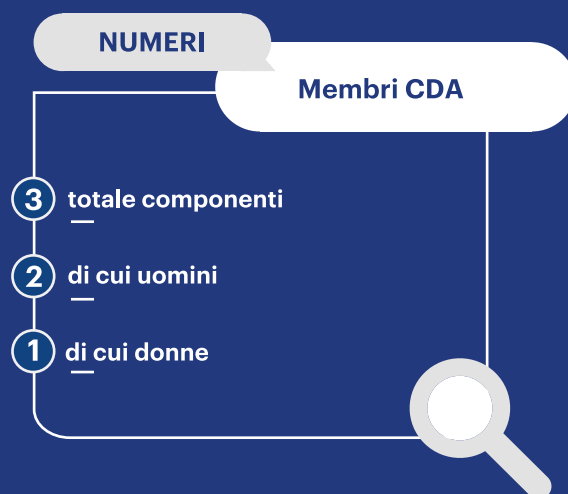 NUMERI
Membri CDA
3 totale componenti
2 di cui uomini
1 di cui donne